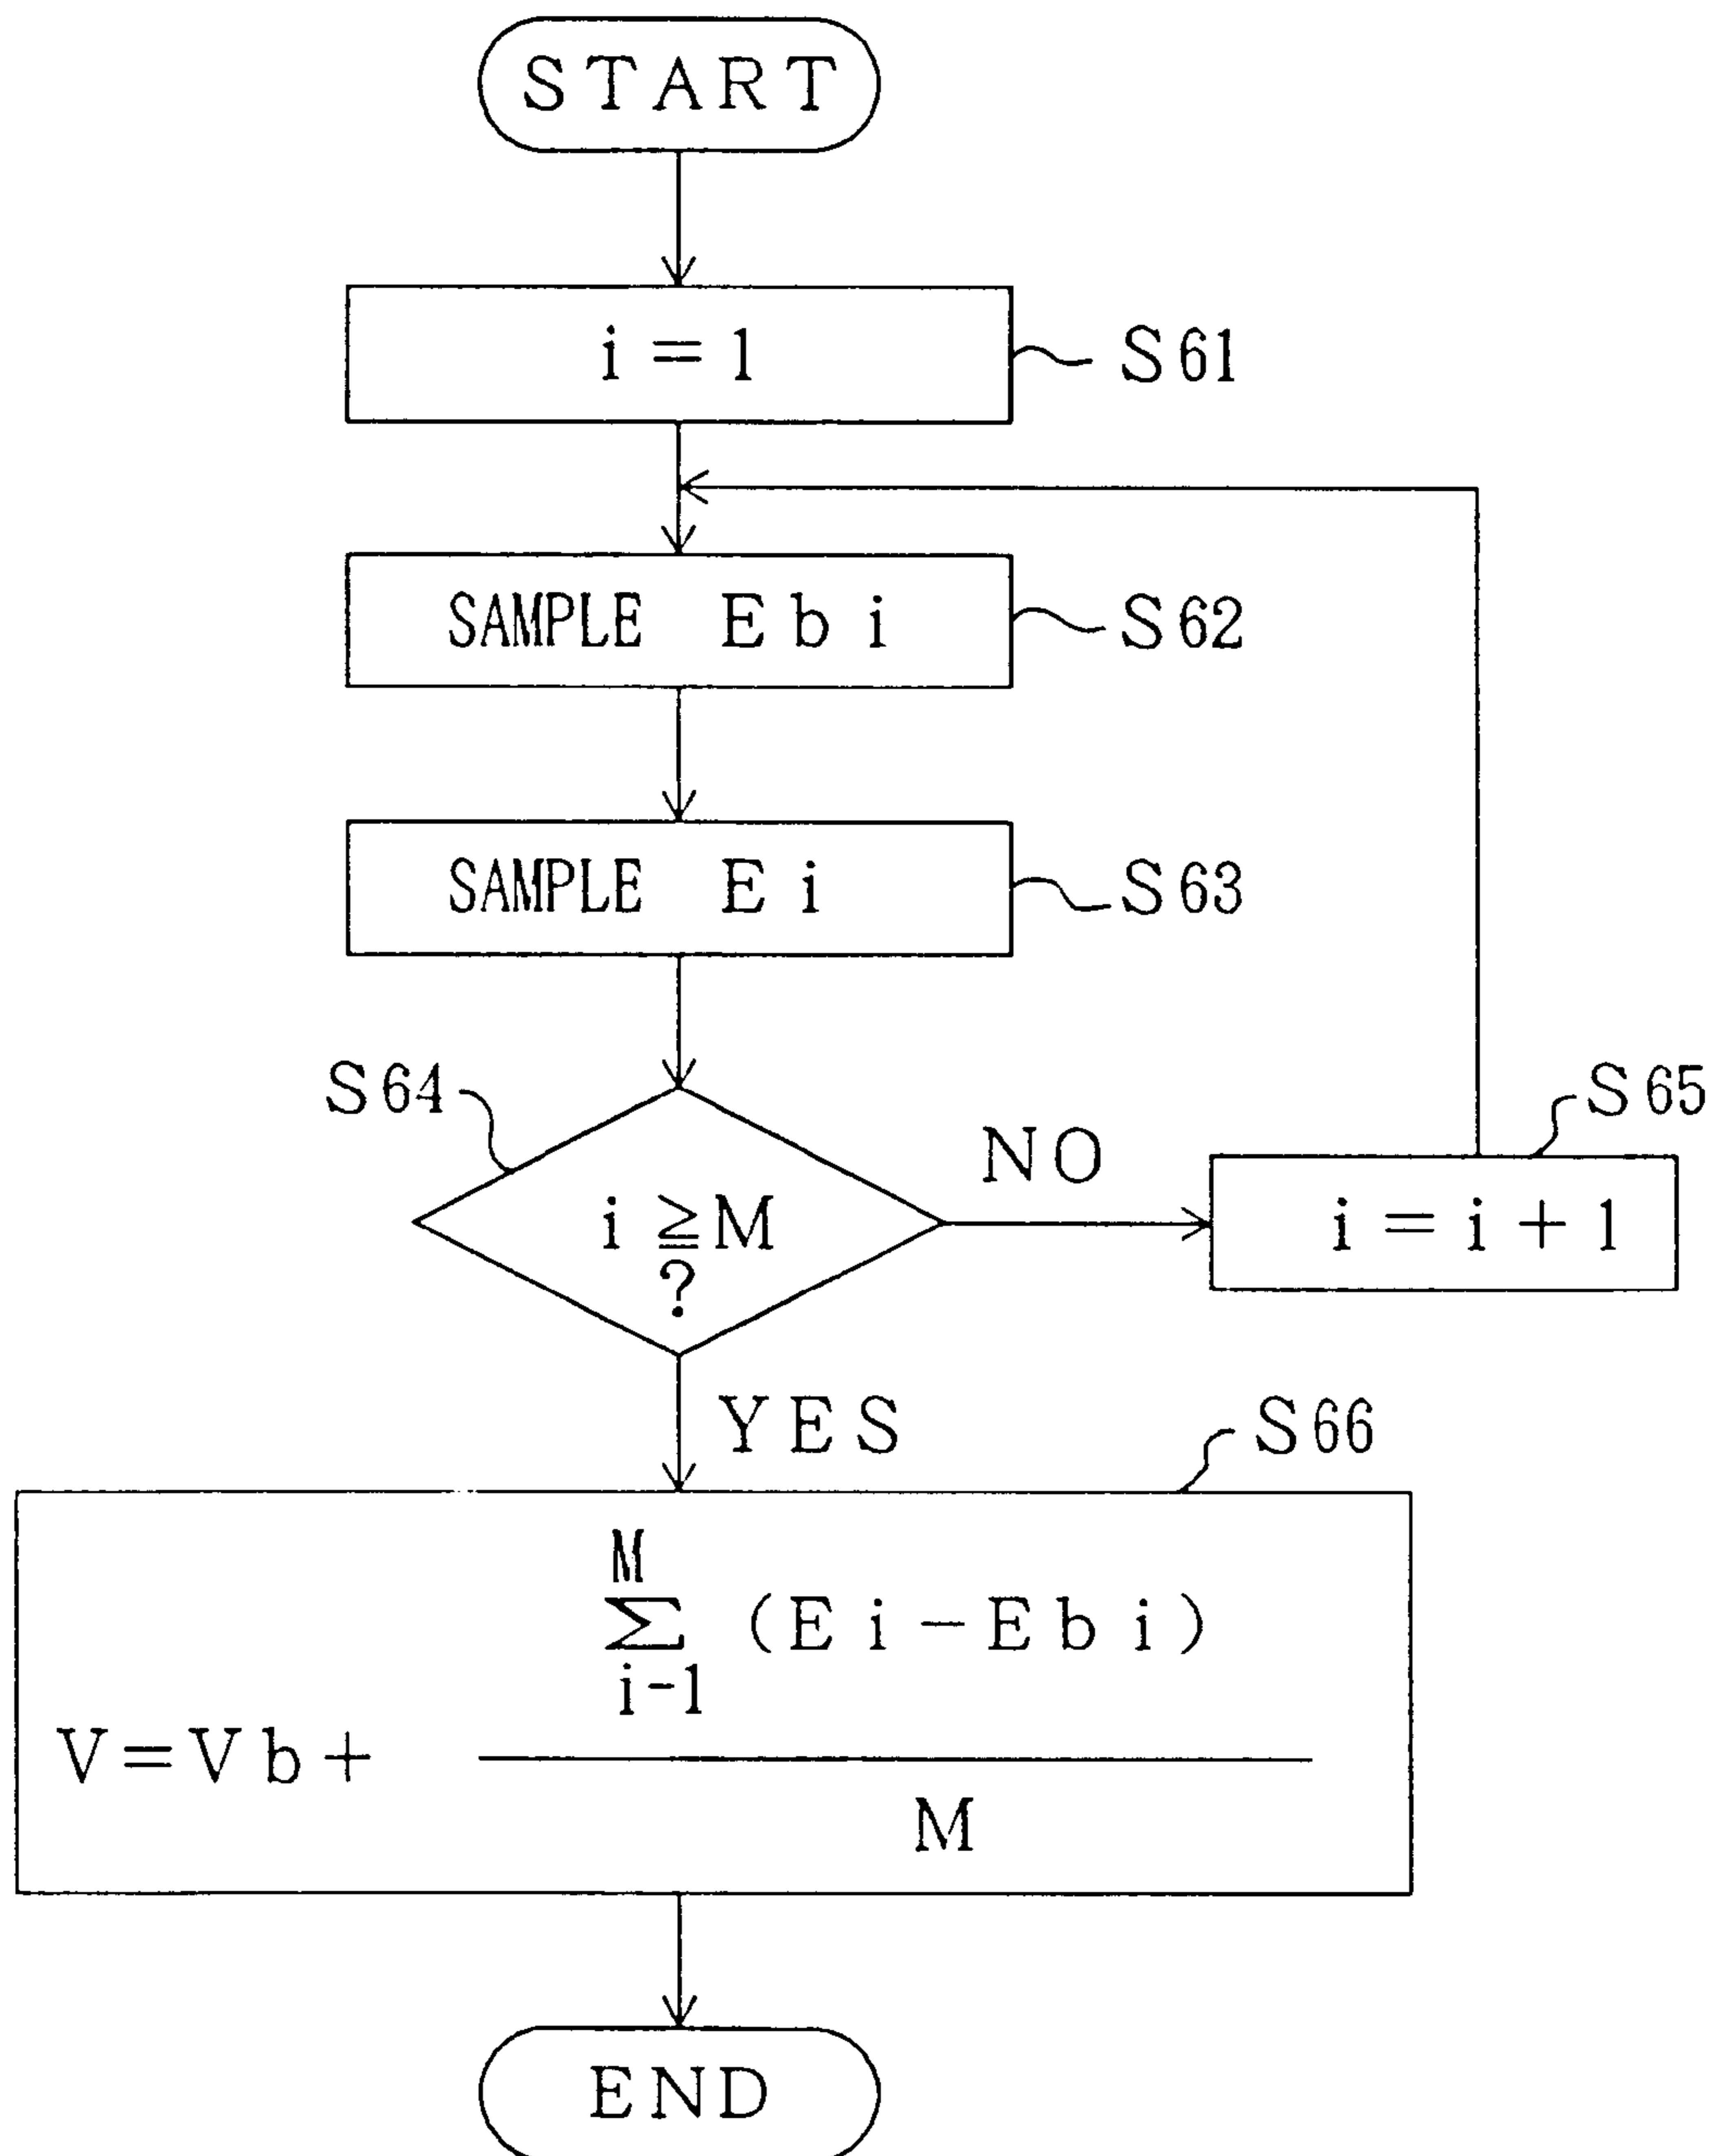 START
i=1
S61
SAMPLE Ebi
S62
SAMPLE Ei
S63
S64
i≧M
?
NO
S65
i=i+1
YES
S66
M
Σ (Ei-Ebi)
i-1
V=Vb+
M
END